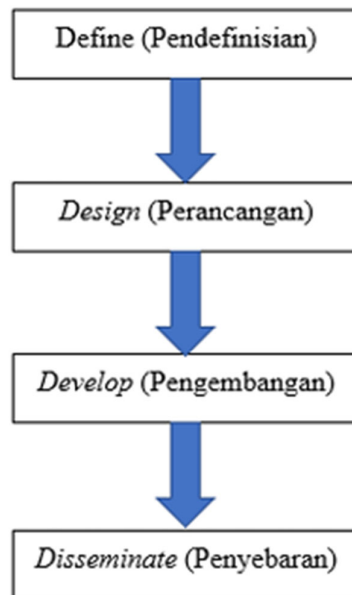 Define (Pendefinisian)
Design (Perancangan)
Develop (Pengembangan)
Disseminate (Penyebaran)